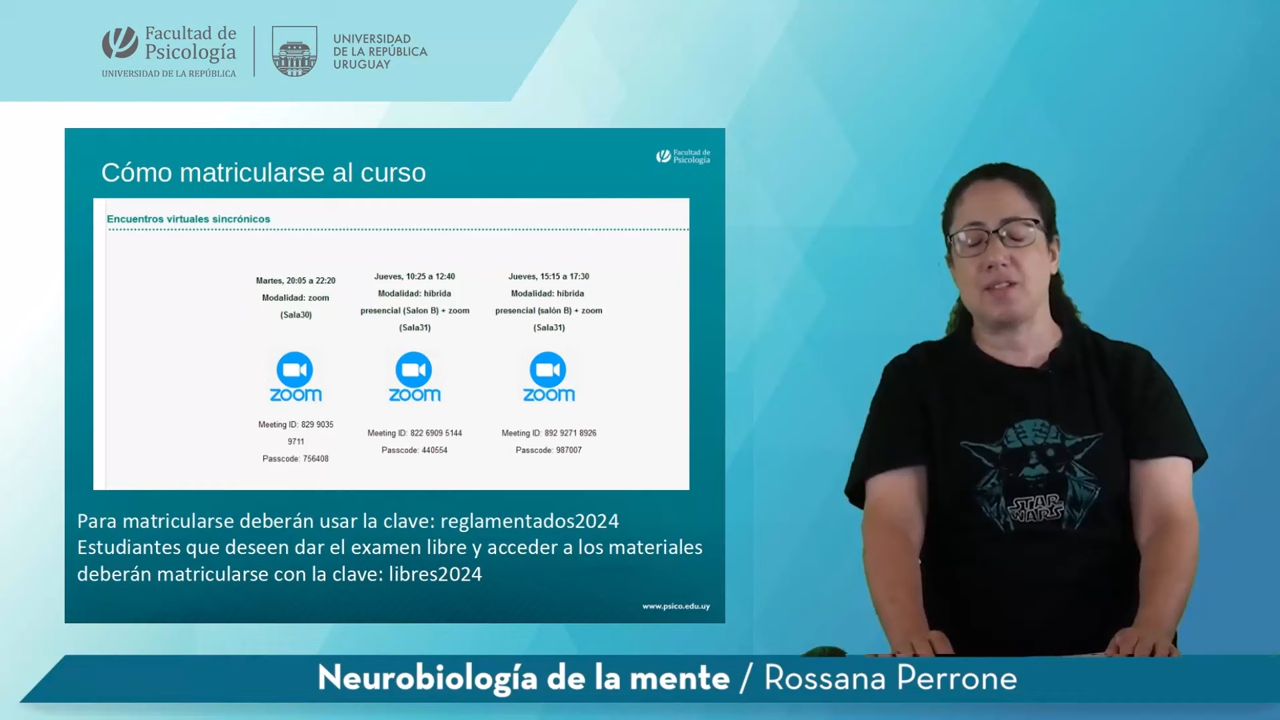 Facultad de
Psicología
UNIVERSIDAD DE LA REPÚBLICA
UNIVERSIDAD
DE LA REPÚBLICA
URUGUAY
Facultad de
Psicología
Cómo matricularse al curso
Encuentros virtuales sincrónicos
Martes, 20:05 a 22:20
Modalidad: zoom
(Sala30)
zoom
Meeting ID: 829 9035
9711
Passcode: 756408
Jueves, 10:25 a 12:40
Modalidad: híbrida
presencial (Salon B) + zoom
(Sala31)
zoom
Meeting ID: 822 6909 5144
Passcode: 440554
Jueves, 15:15 a 17:30
Modalidad: híbrida
presencial (salón B) + zoom
(Sala31)
zoom
Meeting ID: 892 9271 8926
Passcode: 987007
Para matricularse deberán usar la clave: reglamentados2024
Estudiantes que deseen dar el examen libre y acceder a los materiales
deberán matricularse con la clave: libres2024
www.psico.edu.uy
STAR
WARS
Neurobiología de la mente / Rossana Perrone